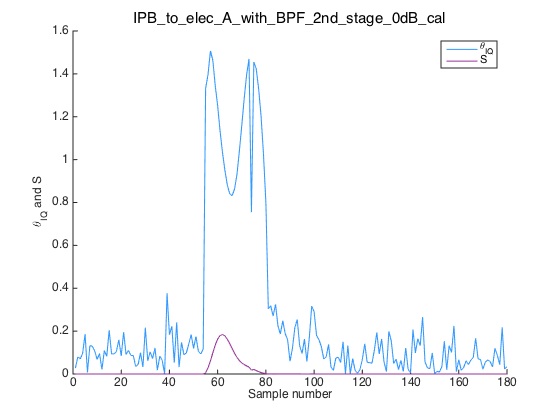 IPB_to_elec_A_with_BPF_2nd_stage_0dB_cal
θIQ
S
θIQ and S
1.6
1.4
1.2
1
0.8
0.6
0.4
0.2
0
0 20 40 60 80 100 120 140 160 180
Sample number